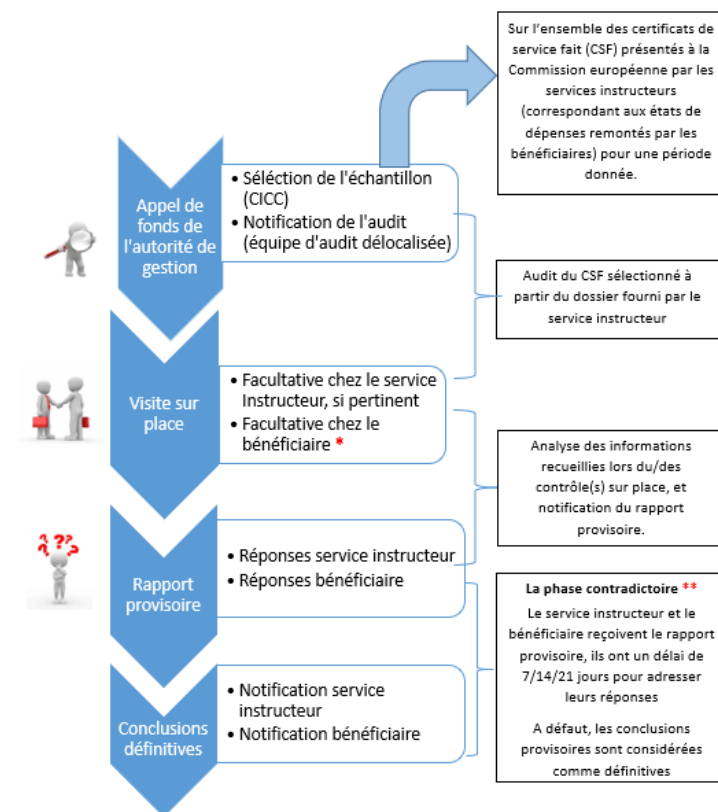 Sur l'ensemble des certificats de
service fait (CSF) présentés à la
Commission européenne par les
services instructeurs
(correspondant aux états de
dépenses remontés par les
bénéficiaires) pour une période
donnée.
Appel de
fonds de
l'autorité de
gestion
• Séléction de l'échantillon
(CICC)
• Notification de l'audit
(équipe d'audit délocalisée)
Audit du CSF sélectionné à
partir du dossier fourni par le
service instructeur
Visite sur
place
• Facultative chez le service
Instructeur, si pertinent
• Facultative chez le
bénéficiaire *
Analyse des informations
recueillies lors du/des
contrôle(s) sur place, et
notification du rapport
provisoire.
???
Rapport
provisoire
• Réponses service instructeur
• Réponses bénéficiaire
La phase contradictoire **
Le service instructeur et le
bénéficiaire reçoivent le rapport
provisoire, ils ont un délai de
7/14/21 jours pour adresser
leurs réponses
A défaut, les conclusions
provisoires sont considérées
comme définitives
Conclusions
définitives
• Notification service
instructeur
• Notification bénéficiaire